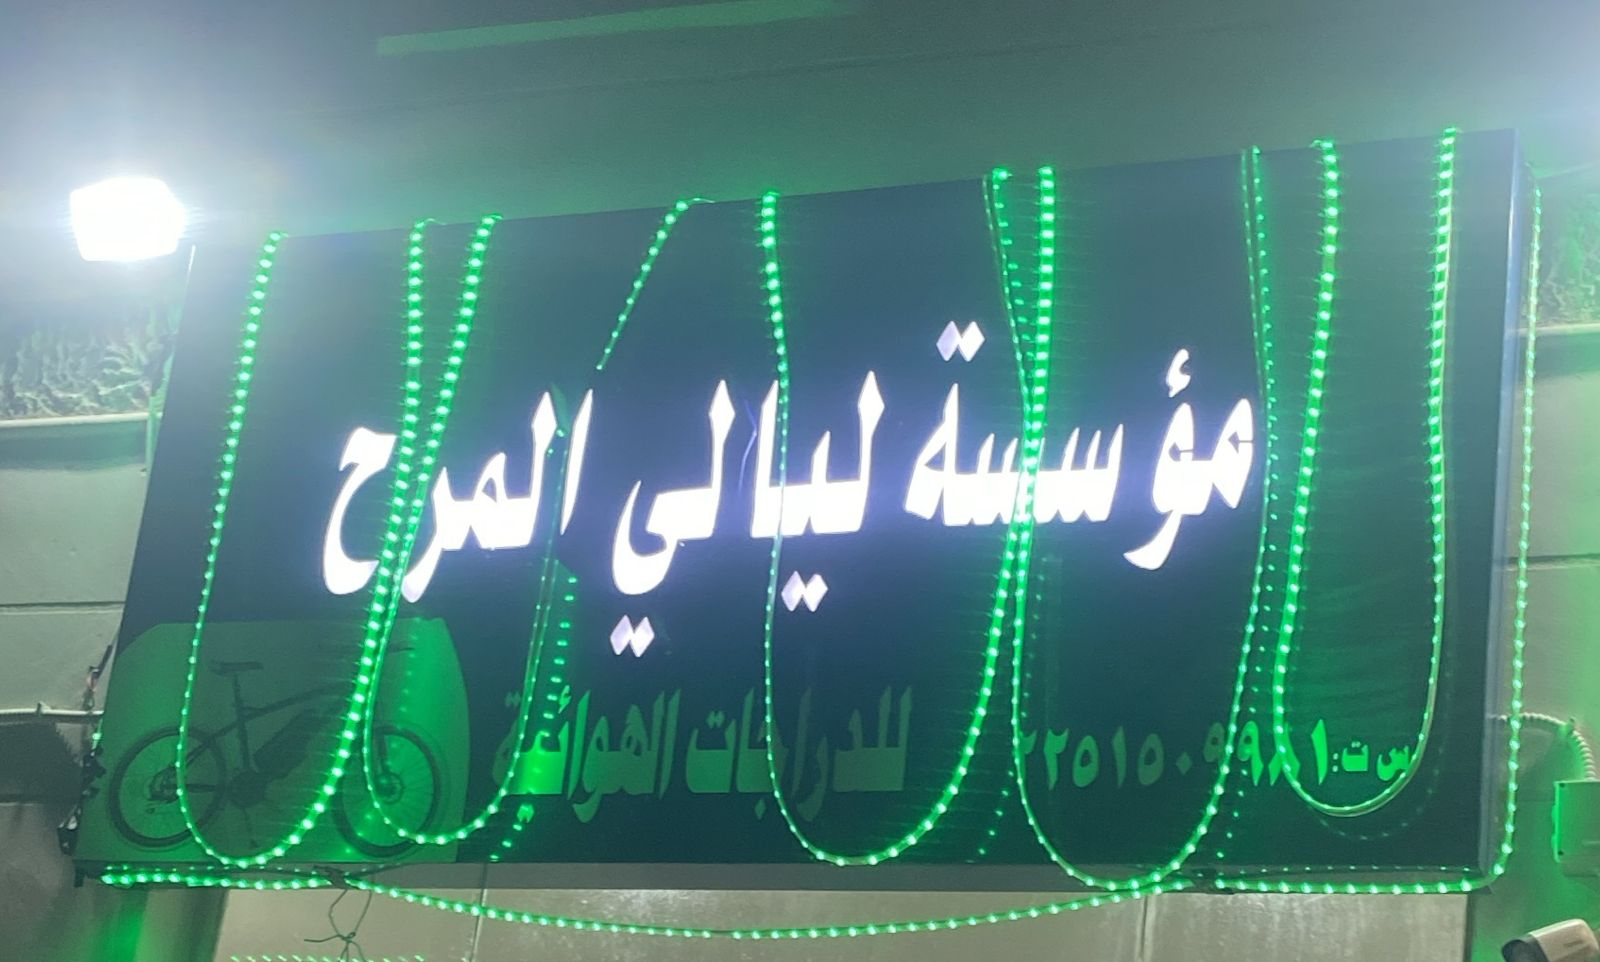 مؤسسة ليالي المرح
للدراجات الهوائية
س ت: